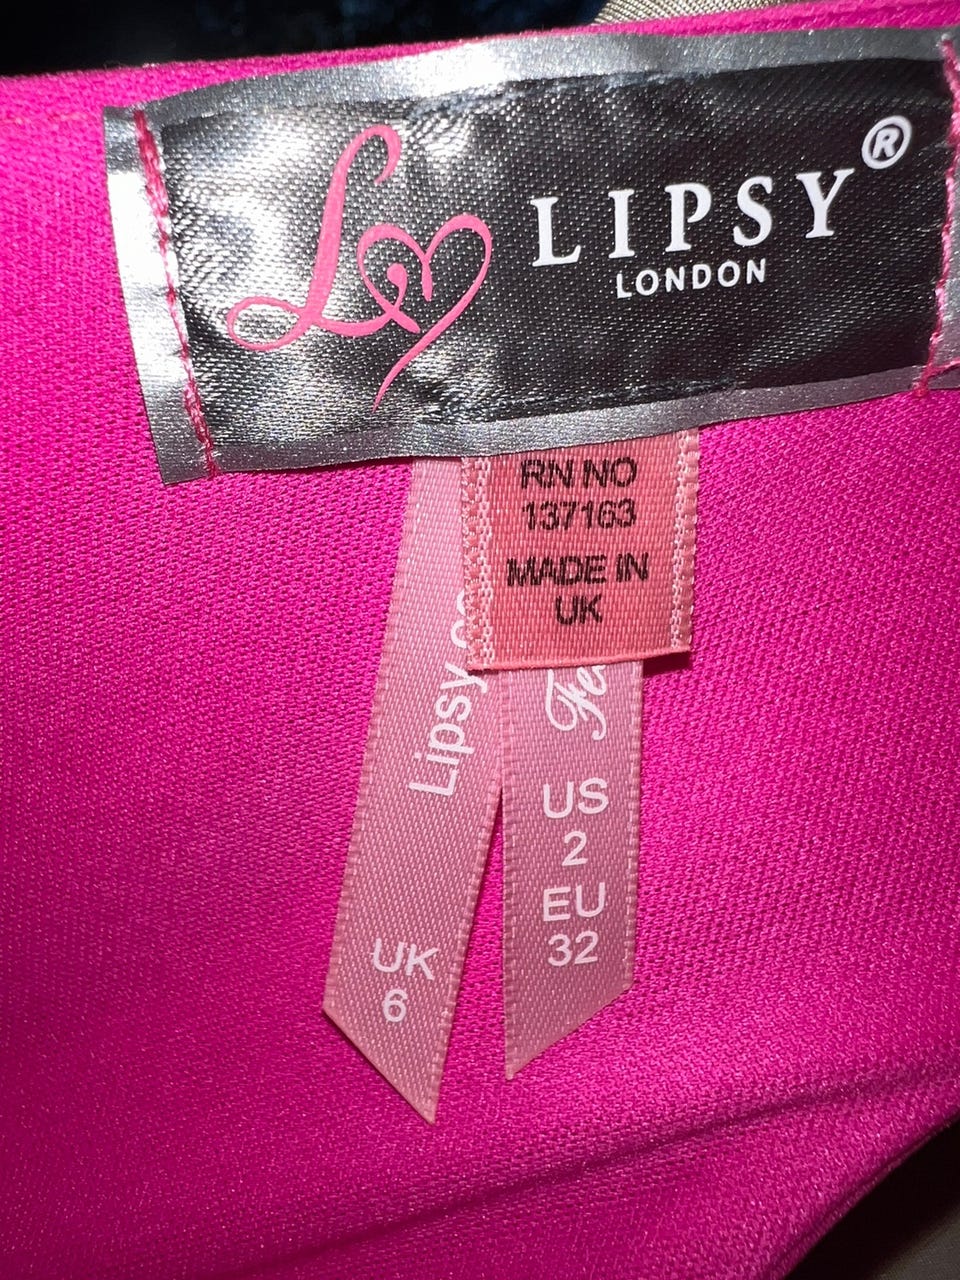 LIPSY®
LONDON
RN NO
137163
MADE IN
UK
Lipsy
UK
6
US
2
EU
32